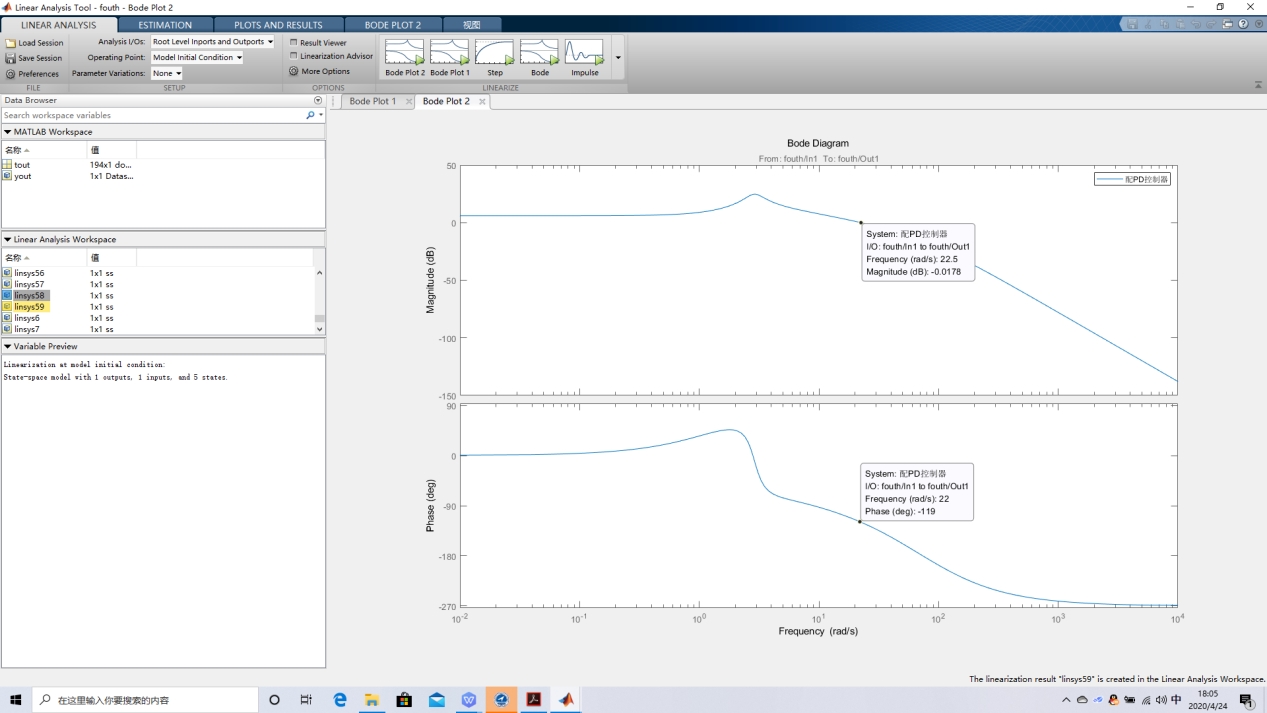 Linear Analysis Tool - fouth - Bode Plot 2
LINEAR ANALYSIS ESTIMATION PLOTS AND RESULTS BODE PLOT 2 视图
Load Session
Save Session
Preferences
FILE
Analysis I/Os: Root Level Inports and Outports
Operating Point: Model Initial Condition
Parameter Variations: None
SETUP
Result Viewer
Linearization Advisor
More Options
OPTIONS
Bode Plot 2 Bode Plot 1 Step Bode Impulse
LINEARIZE
Data Browser
Search workspace variables
MATLAB Workspace
名称 值
tout 194x1 do...
yout 1x1 Datas...
Linear Analysis Workspace
名称 值
linsys56 1x1 ss
linsys57 1x1 ss
linsys58 1x1 ss
linsys59 1x1 ss
linsys6 1x1 ss
linsys7 1x1 ss
Variable Preview
Linearization at model initial condition:
State-space model with 1 outputs, 1 inputs, and 5 states.
Bode Plot 1 Bode Plot 2
Bode Diagram
From: fouth/In1 To: fouth/Out1
配PD控制器
Magnitude (dB)
50
0
-50
-100
-150
System: 配PD控制器
I/O: fouth/In1 to fouth/Out1
Frequency (rad/s): 22.5
Magnitude (dB): -0.0178
Phase (deg)
90
0
-90
-180
-270
System: 配PD控制器
I/O: fouth/In1 to fouth/Out1
Frequency (rad/s): 22
Phase (deg): -119
10-2 10-1 100 101 102 103 104
Frequency (rad/s)
The linearization result "linsys59" is created in the Linear Analysis Workspace.
在这里输入你要搜索的内容
中
18:05
2020/4/24
1